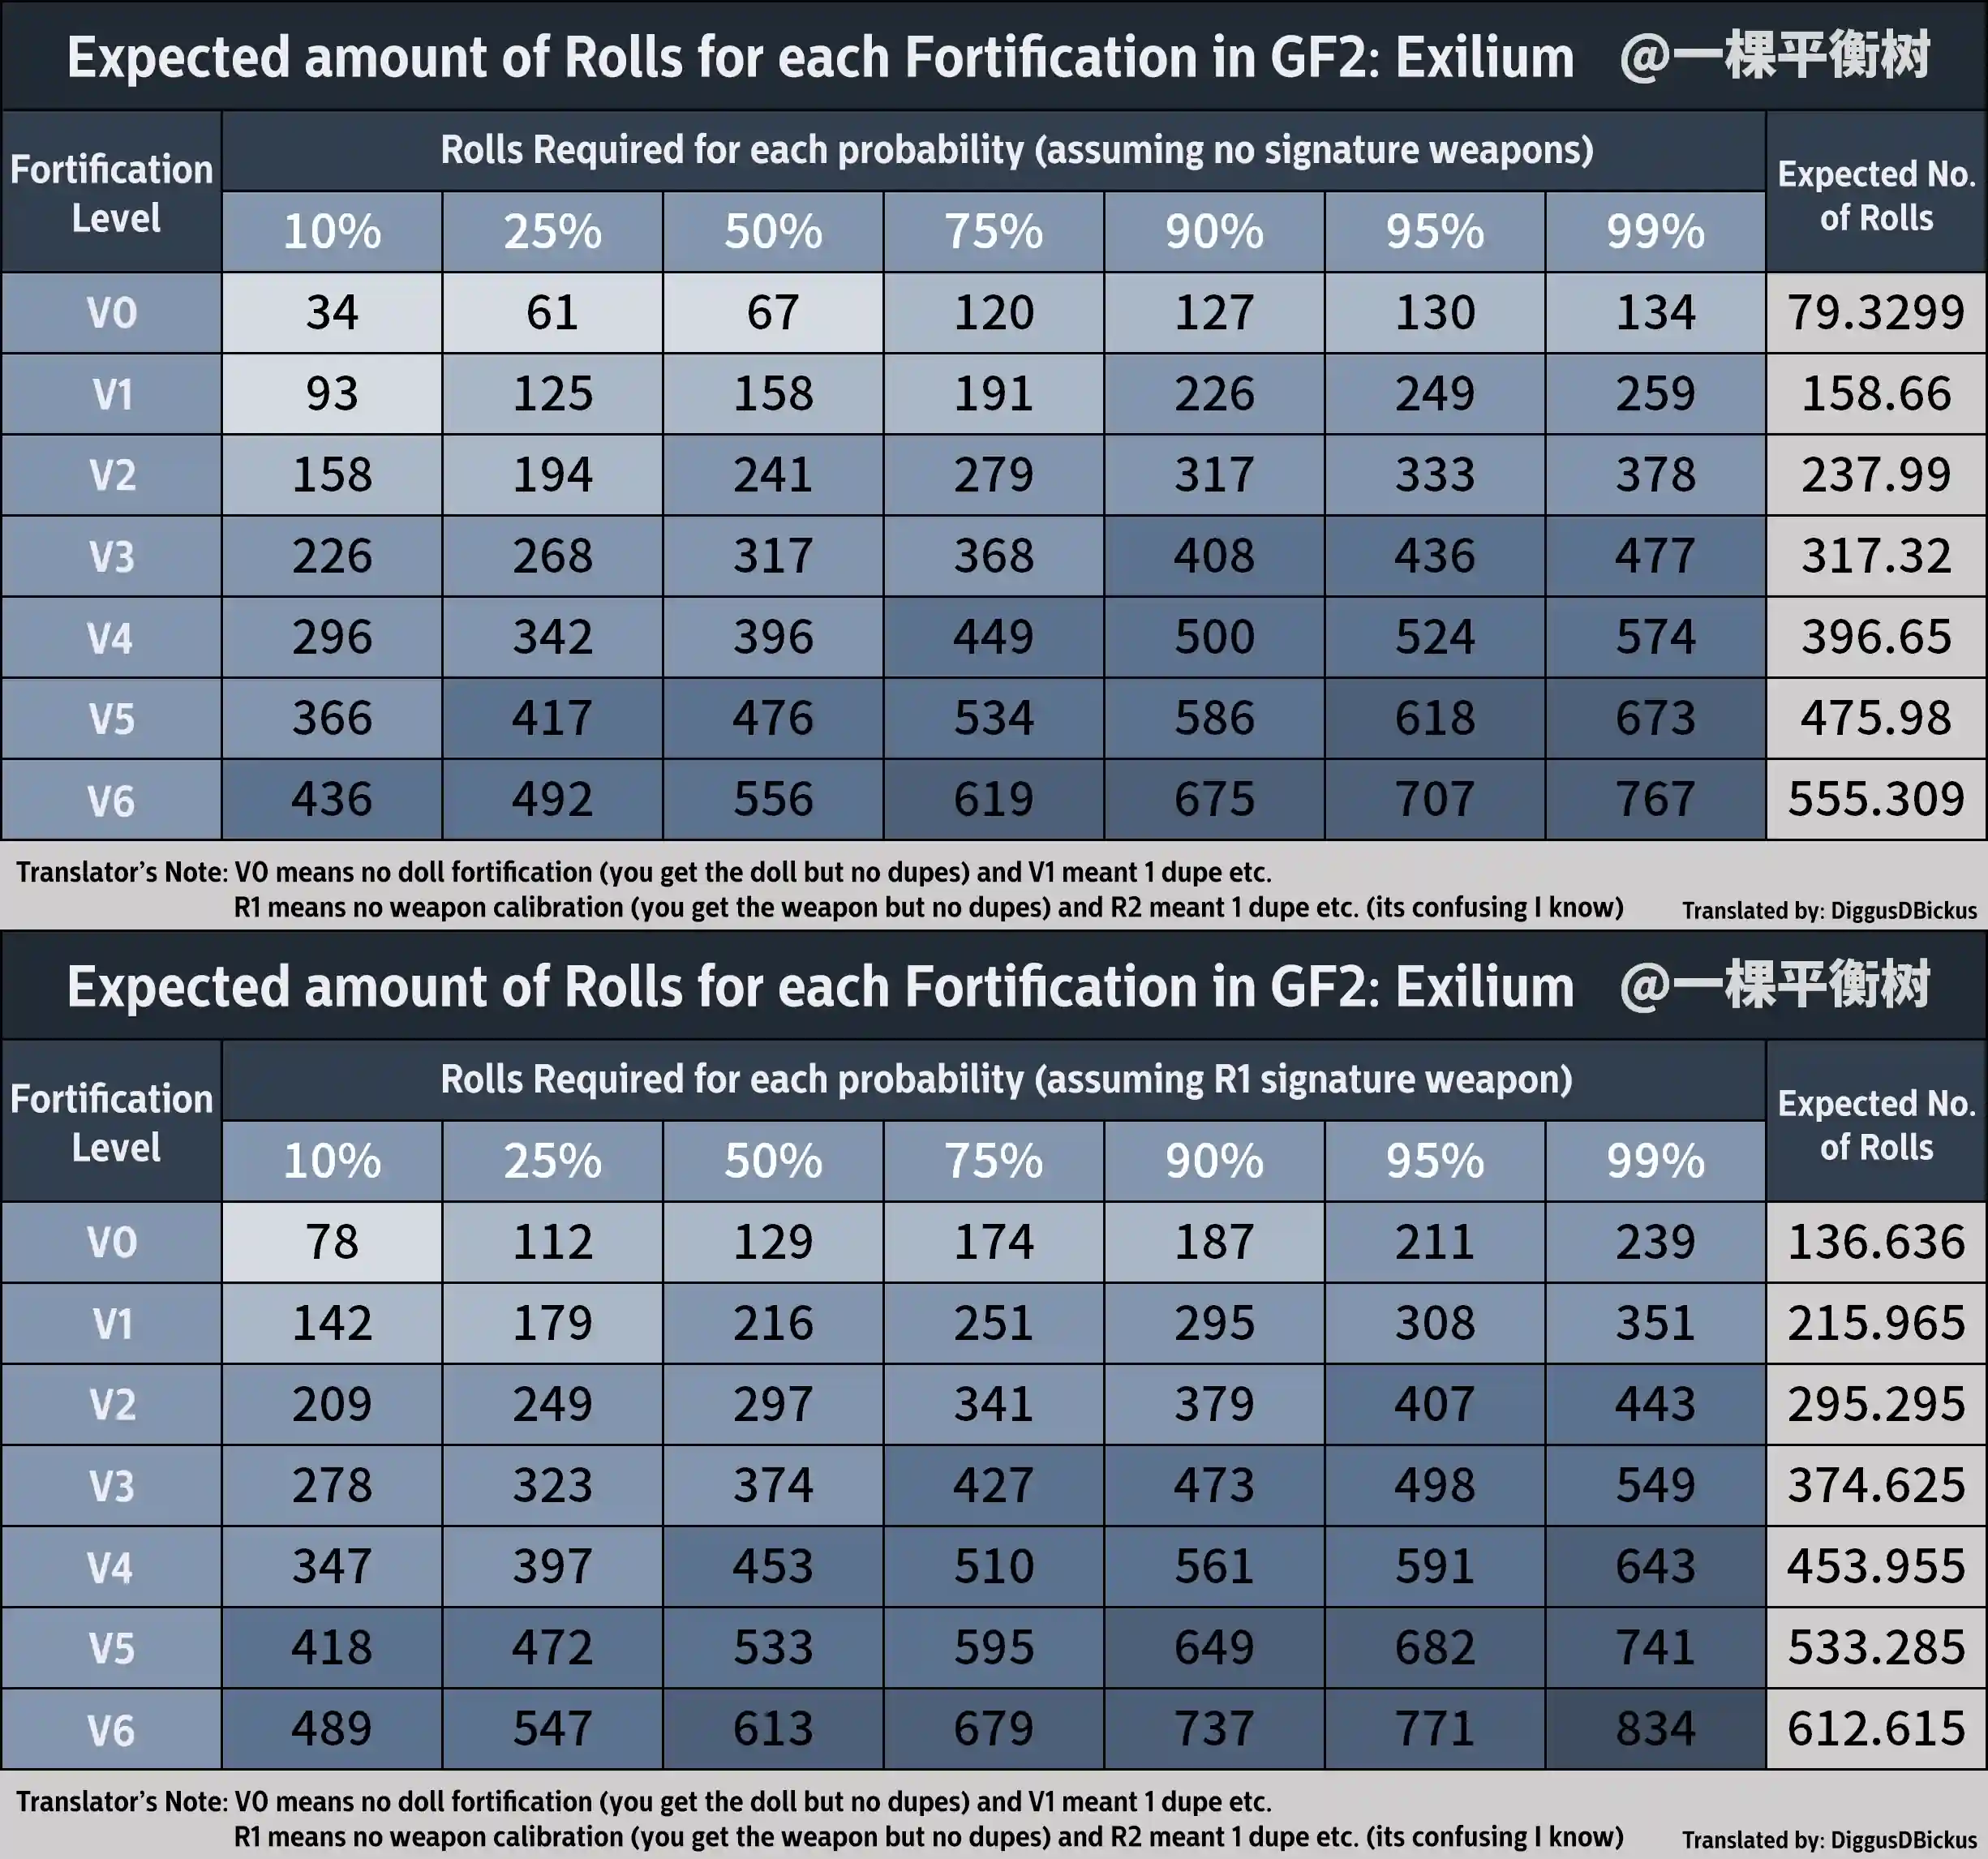 Expected amount of Rolls for each Fortification in GF2: Exilium @一棵平衡树
Fortification Level Rolls Required for each probability (assuming no signature weapons) Expected No. of Rolls
10% 25% 50% 75% 90% 95% 99%
V0 34 61 67 120 127 130 134 79.3299
V1 93 125 158 191 226 249 259 158.66
V2 158 194 241 279 317 333 378 237.99
V3 226 268 317 368 408 436 477 317.32
V4 296 342 396 449 500 524 574 396.65
V5 366 417 476 534 586 618 673 475.98
V6 436 492 556 619 675 707 767 555.309
Translator's Note: V0 means no doll fortification (you get the doll but no dupes) and V1 meant 1 dupe etc.
R1 means no weapon calibration (you get the weapon but no dupes) and R2 meant 1 dupe etc. (its confusing I know) Translated by: DiggusDBickus
Expected amount of Rolls for each Fortification in GF2: Exilium @一棵平衡树
Fortification Level Rolls Required for each probability (assuming R1 signature weapon) Expected No. of Rolls
10% 25% 50% 75% 90% 95% 99%
V0 78 112 129 174 187 211 239 136.636
V1 142 179 216 251 295 308 351 215.965
V2 209 249 297 341 379 407 443 295.295
V3 278 323 374 427 473 498 549 374.625
V4 347 397 453 510 561 591 643 453.955
V5 418 472 533 595 649 682 741 533.285
V6 489 547 613 679 737 771 834 612.615
Translator's Note: V0 means no doll fortification (you get the doll but no dupes) and V1 meant 1 dupe etc.
R1 means no weapon calibration (you get the weapon but no dupes) and R2 meant 1 dupe etc. (its confusing I know) Translated by: DiggusDBickus